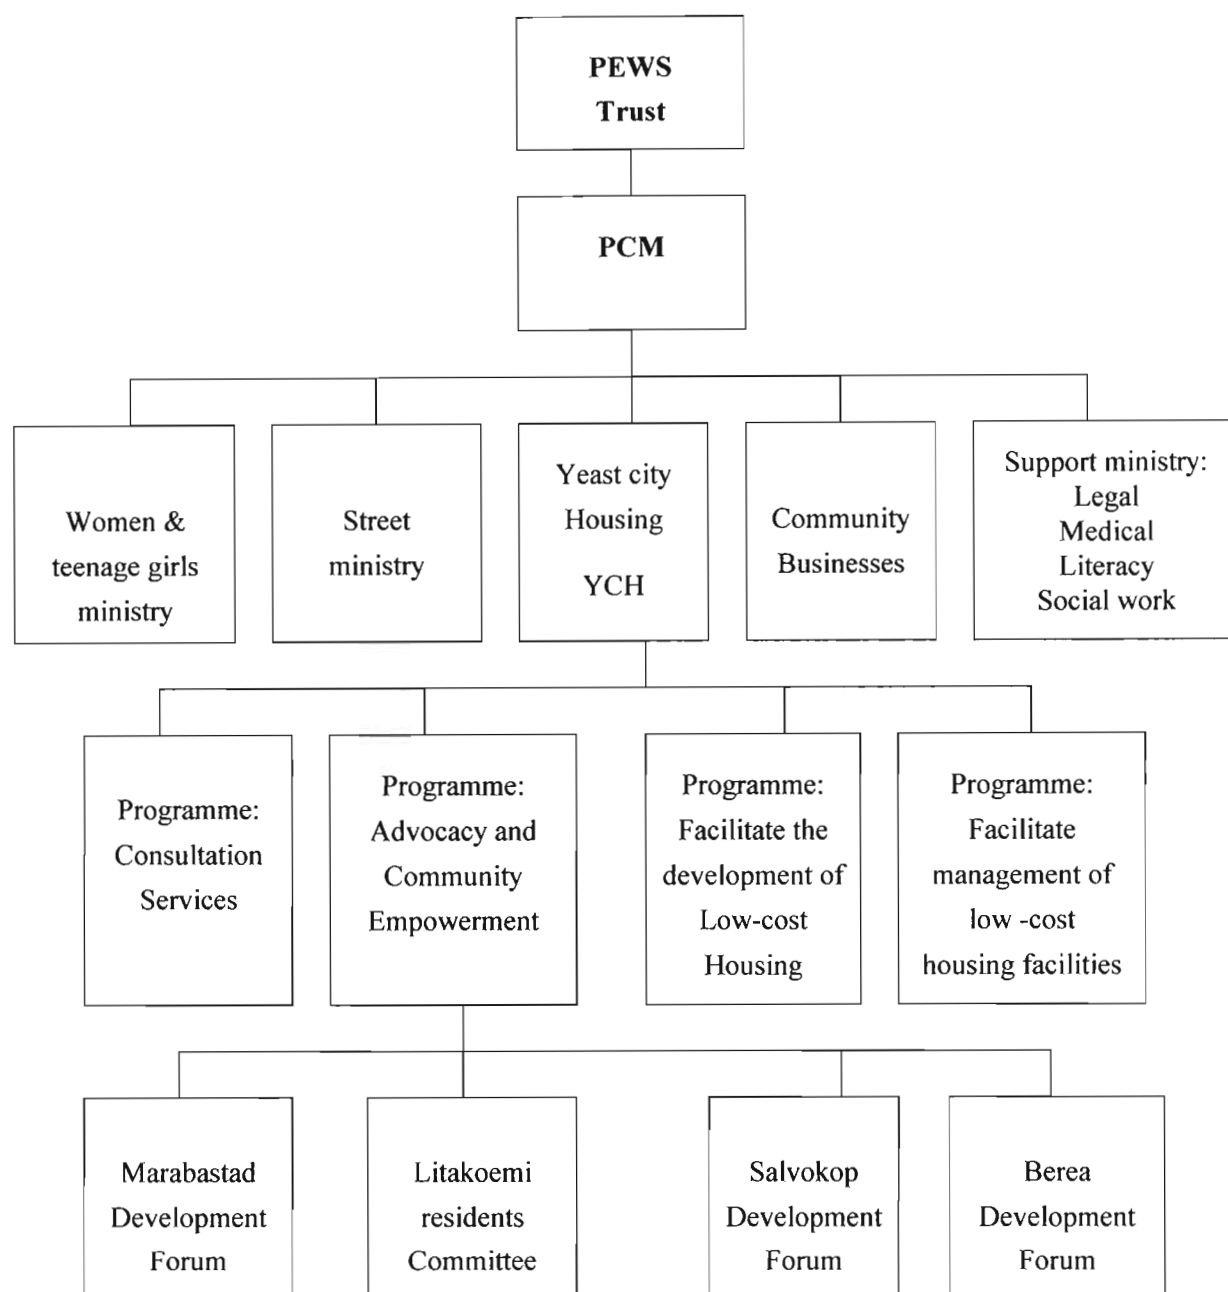 PEWS
Trust
PCM
Women &
teenage girls
ministry
Street
ministry
Yeast city
Housing
YCH
Community
Businesses
Support ministry:
Legal
Medical
Literacy
Social work
Programme:
Consultation
Services
Programme:
Advocacy and
Community
Empowerment
Programme:
Facilitate the
development of
Low-cost
Housing
Programme:
Facilitate
management of
low -cost
housing facilities
Marabastad
Development
Forum
Litakoemi
residents
Committee
Salvokop
Development
Forum
Berea
Development
Forum